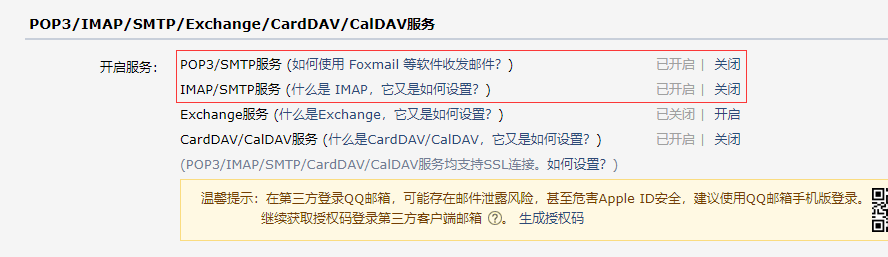 POP3/IMAP/SMTP/Exchange/CardDAV/CalDAV服务
开启服务： POP3/SMTP服务 (如何使用 Foxmail 等软件收发邮件？) 已开启 | 关闭
IMAP/SMTP服务 (什么是 IMAP，它又是如何设置？) 已开启 | 关闭
Exchange服务 (什么是Exchange，它又是如何设置？) 已关闭 | 开启
CardDAV/CalDAV服务 (什么是CardDAV/CalDAV，它又是如何设置？) 已开启 | 关闭
(POP3/IMAP/SMTP/CardDAV/CalDAV服务均支持SSL连接。如何设置？)
温馨提示：在第三方登录QQ邮箱，可能存在邮件泄露风险，甚至危害Apple ID安全，建议使用QQ邮箱手机版登录。
继续获取授权码登录第三方客户端邮箱 ?。 生成授权码